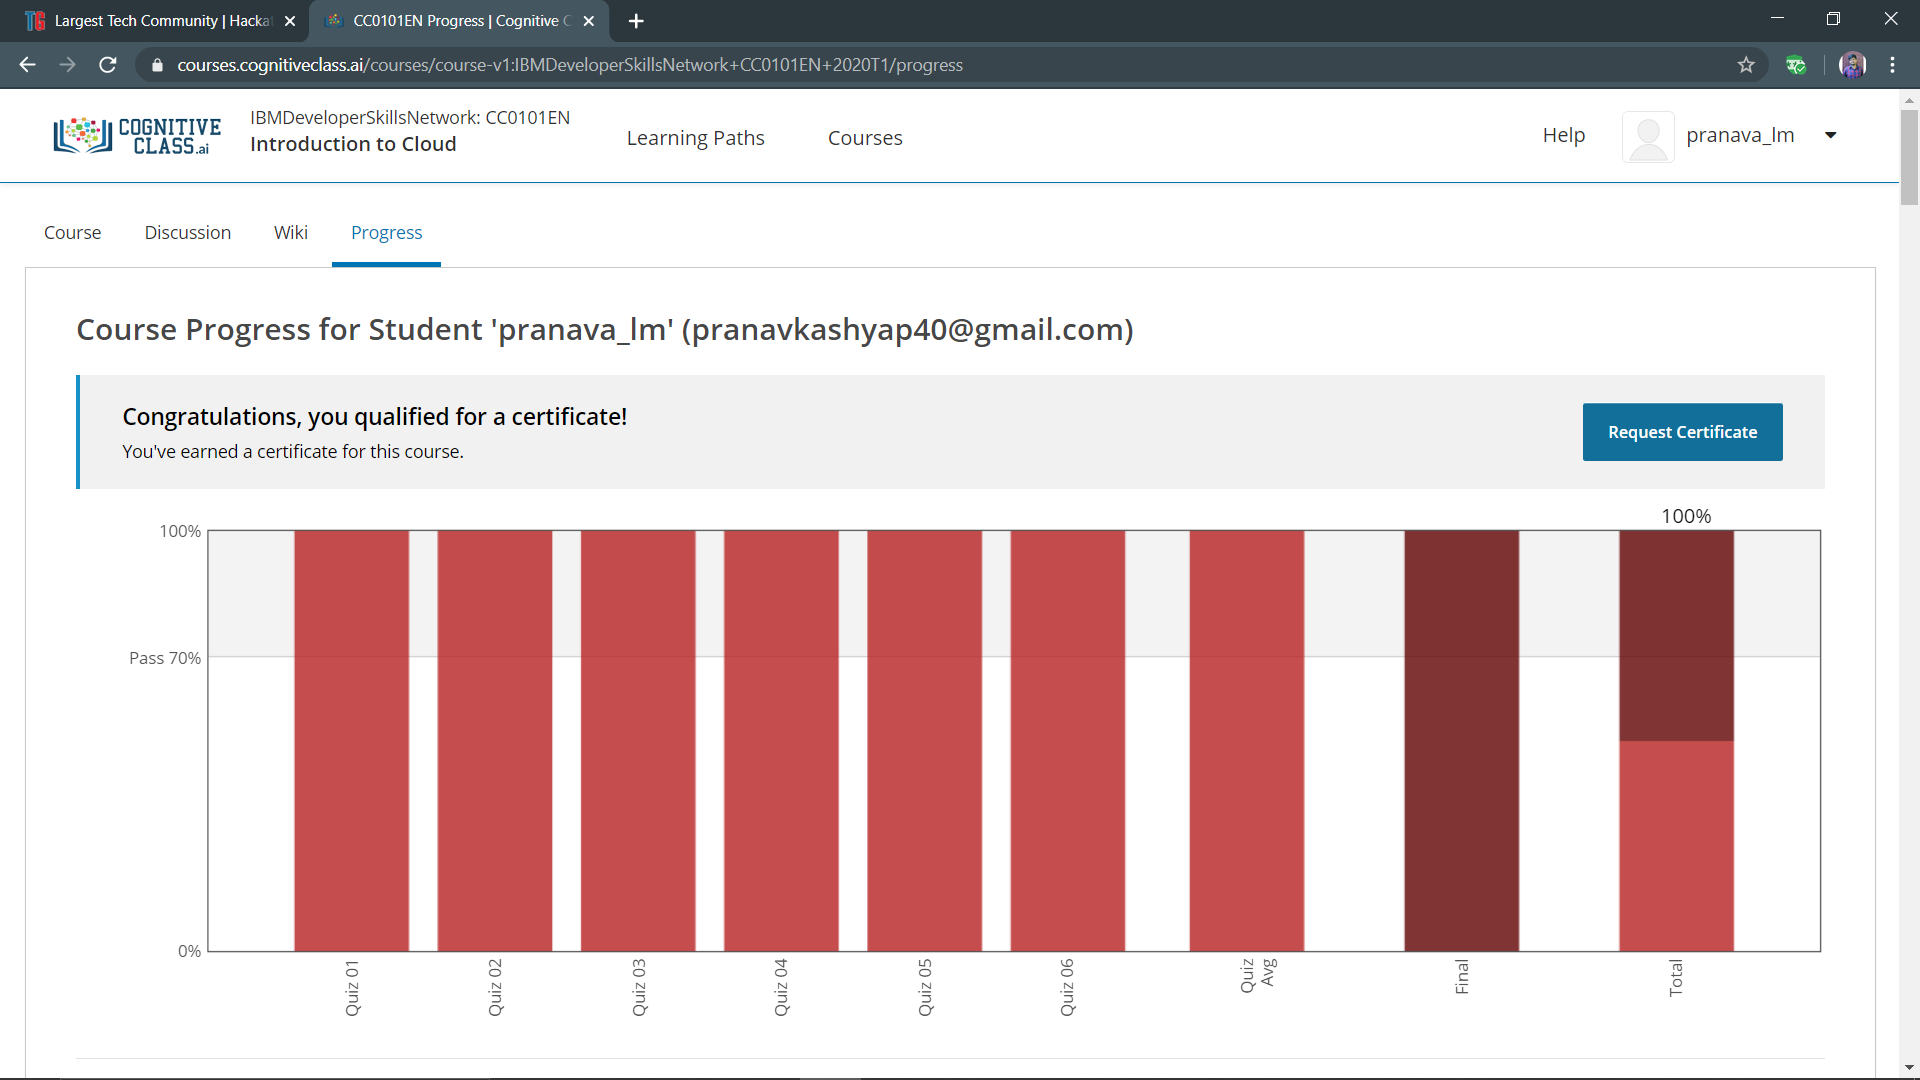 Largest Tech Community | Hacka
CC0101EN Progress | Cognitive C
courses.cognitiveclass.ai/courses/course-v1:IBMDeveloperSkillsNetwork+CC0101EN+2020T1/progress
COGNITIVE
CLASS.ai
IBMDeveloperSkillsNetwork: CC0101EN
Introduction to Cloud
Learning Paths
Courses
Help
pranava_lm
Course
Discussion
Wiki
Progress
Course Progress for Student 'pranava_lm' (pranavkashyap40@gmail.com)
Congratulations, you qualified for a certificate!
You've earned a certificate for this course.
Request Certificate
100%
100%
Pass 70%
0%
Quiz 01
Quiz 02
Quiz 03
Quiz 04
Quiz 05
Quiz 06
Quiz
Avg
Final
Total